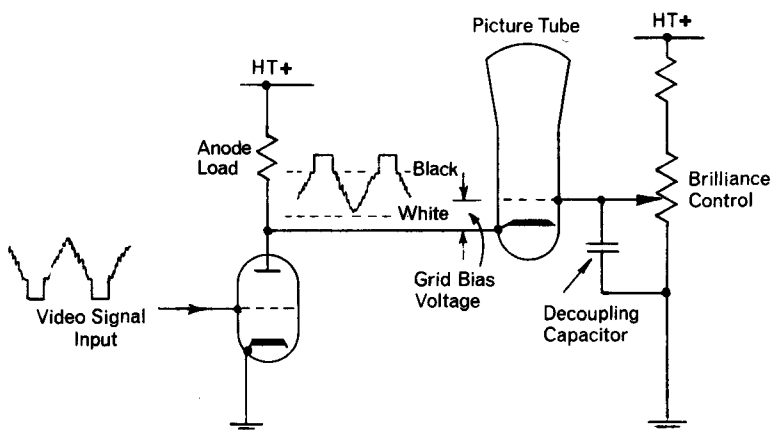 Picture Tube
HT+
HT+
Anode
Load
Black
White
Brilliance
Control
Grid Bias
Voltage
Decoupling
Capacitor
Video Signal
Input